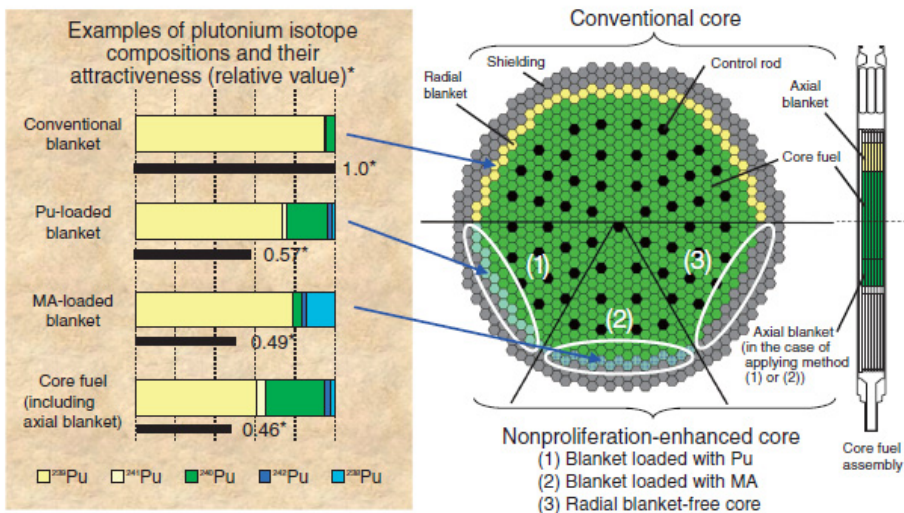 Examples of plutonium isotope
compositions and their
attractiveness (relative value)*
Conventional
blanket
1.0*
Pu-loaded
blanket
0.57*
MA-loaded
blanket
0.49*
Core fuel
(including
axial blanket)
0.46*
²³⁹Pu ²⁴¹Pu ²⁴⁰Pu ²⁴²Pu ²³⁸Pu
Conventional core
Shielding
Control rod
Radial
blanket
Axial
blanket
Core fuel
(1)
(3)
(2)
Axial blanket
(in the case of
applying method
(1) or (2))
Nonproliferation-enhanced core
(1) Blanket loaded with Pu
(2) Blanket loaded with MA
(3) Radial blanket-free core
Core fuel
assembly